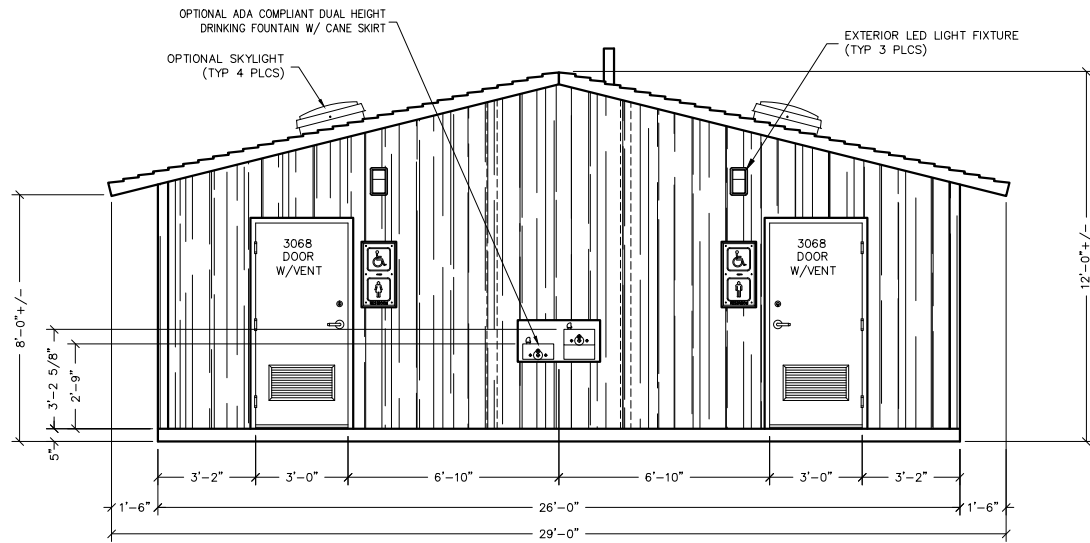 OPTIONAL ADA COMPLIANT DUAL HEIGHT
DRINKING FOUNTAIN W/ CANE SKIRT
OPTIONAL SKYLIGHT
(TYP 4 PLCS)
EXTERIOR LED LIGHT FIXTURE
(TYP 3 PLCS)
3068
DOOR
W/VENT
3068
DOOR
W/VENT
8'-0"+/-
3'-2 5/8"
2'-9"
5"
12'-0"+/-
3'-2"
3'-0"
6'-10"
6'-10"
3'-0"
3'-2"
1'-6"
26'-0"
1'-6"
29'-0"